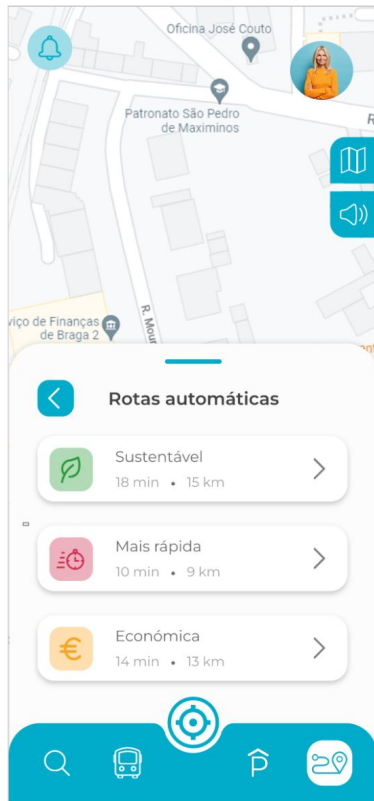 Oficina José Couto
Patronato São Pedro
de Maximinos
R
viço de Finanças
de Braga 2
R. Mour
Rotas automáticas
Sustentável
18 min • 15 km
Mais rápida
10 min • 9 km
Económica
14 min • 13 km